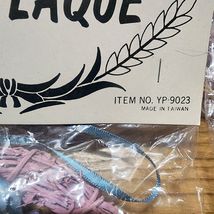 LAQUE
ITEM NO. YP-9023
MADE IN TAIWAN